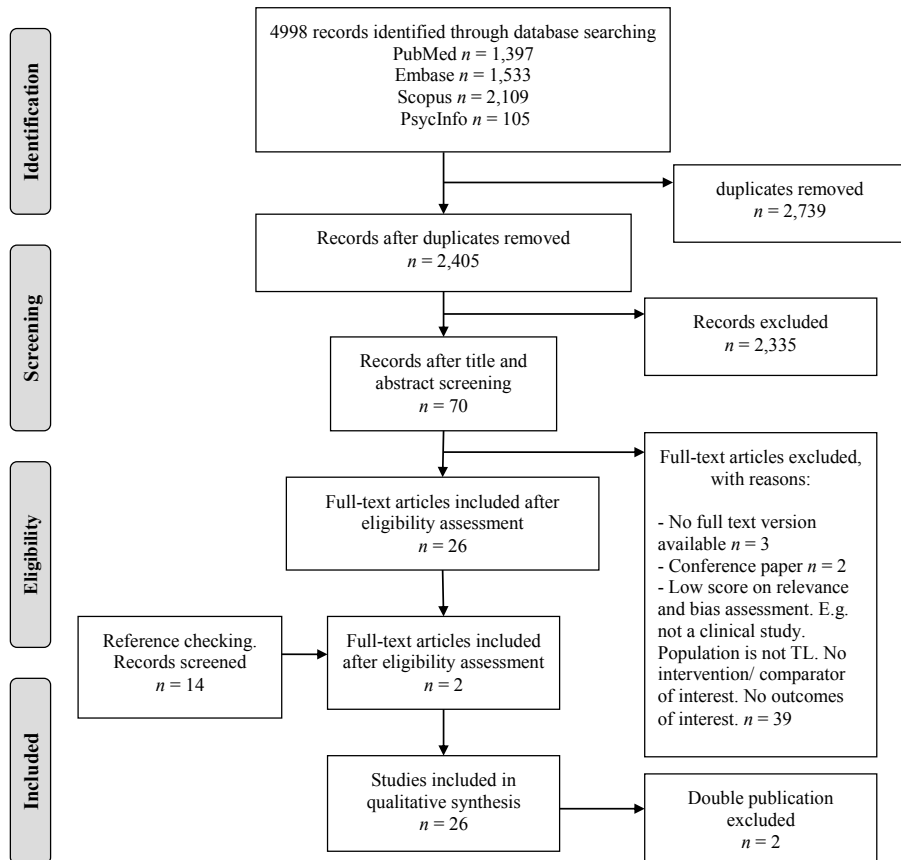 Identification
4998 records identified through database searching
PubMed n = 1,397
Embase n = 1,533
Scopus n = 2,109
PsycInfo n = 105
duplicates removed
n = 2,739
Records after duplicates removed
n = 2,405
Screening
Records excluded
n = 2,335
Records after title and
abstract screening
n = 70
Eligibility
Full-text articles excluded,
with reasons:
- No full text version
available n = 3
- Conference paper n = 2
- Low score on relevance
and bias assessment. E.g.
not a clinical study.
Population is not TL. No
intervention/ comparator
of interest. No outcomes
of interest. n = 39
Full-text articles included after
eligibility assessment
n = 26
Reference checking.
Records screened
n = 14
Full-text articles included
after eligibility assessment
n = 2
Included
Studies included in
qualitative synthesis
n = 26
Double publication
excluded
n = 2